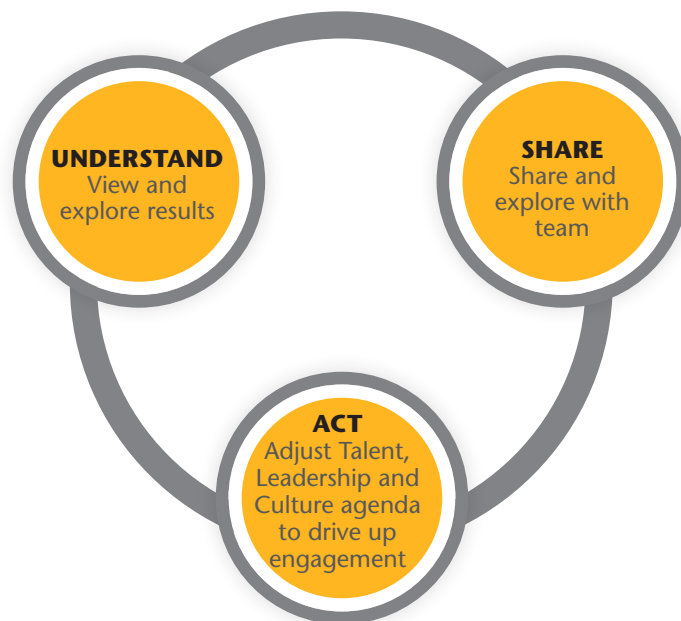 UNDERSTAND
View and
explore results
SHARE
Share and
explore with
team
ACT
Adjust Talent,
Leadership and
Culture agenda
to drive up
engagement